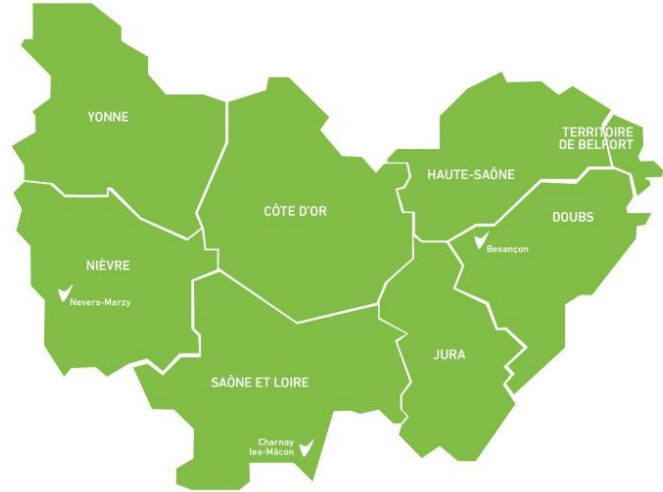 YONNE
TERRITOIRE
DE BELFORT
HAUTE-SAÔNE
CÔTE D'OR
DOUBS
Besançon
NIÈVRE
Nevers-Marzy
JURA
SAÔNE ET LOIRE
Charnay
les-Mâcon